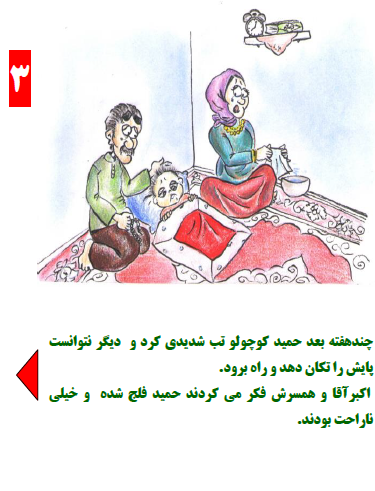 ۳
چندهفته بعد حمید کوچولو تب شدیدی کرد و دیگر نتوانست
پایش را تکان دهد و راه برود.
اکبرآقا و همسرش فکر می کردند حمید فلج شده و خیلی
ناراحت بودند.